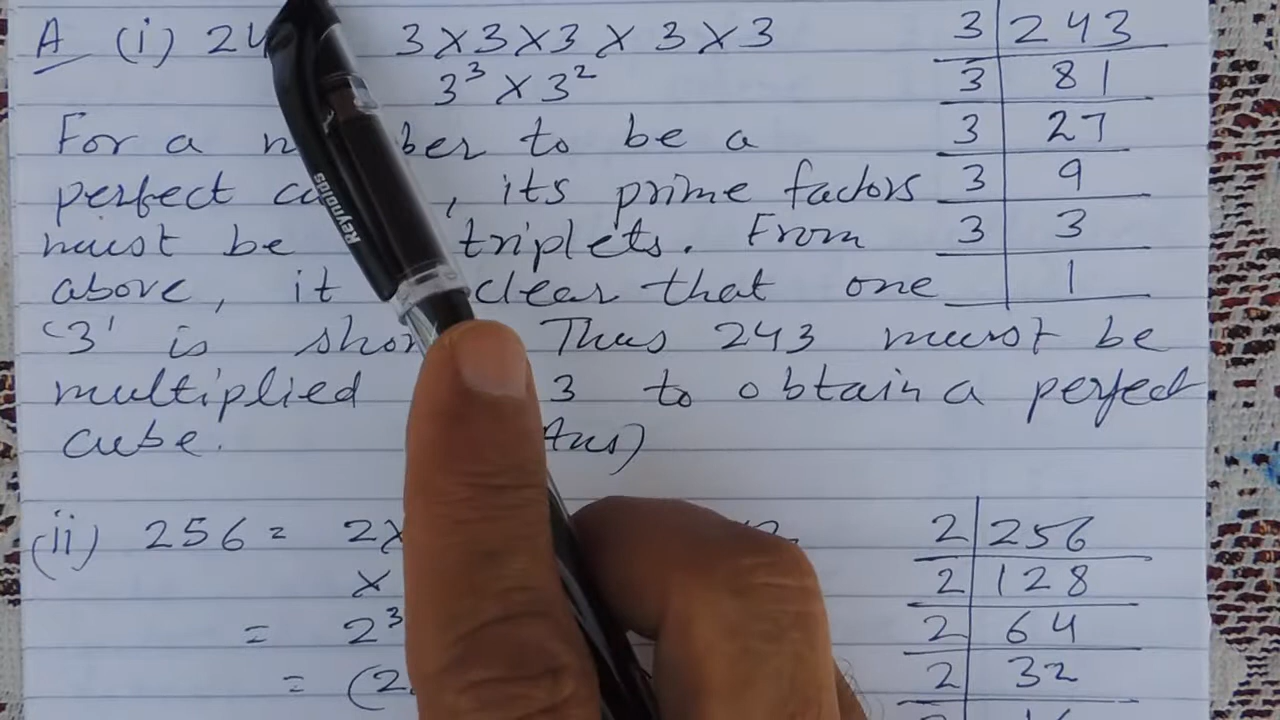 A (i) 24 3×3×3×3×3
3³×3²
For a ber to be a
perfect , its prime factors
must be triplets. From
above, it clear that one
'3' is Thus 243 must be
multiplied 3 to obtain a perfect
cube. Ans)
3 243
3 81
3 27
3 9
3 3
1
Reynolds
(ii) 256 = 2×
×
= 2³
= (2
2 256
2 128
2 64
2 32